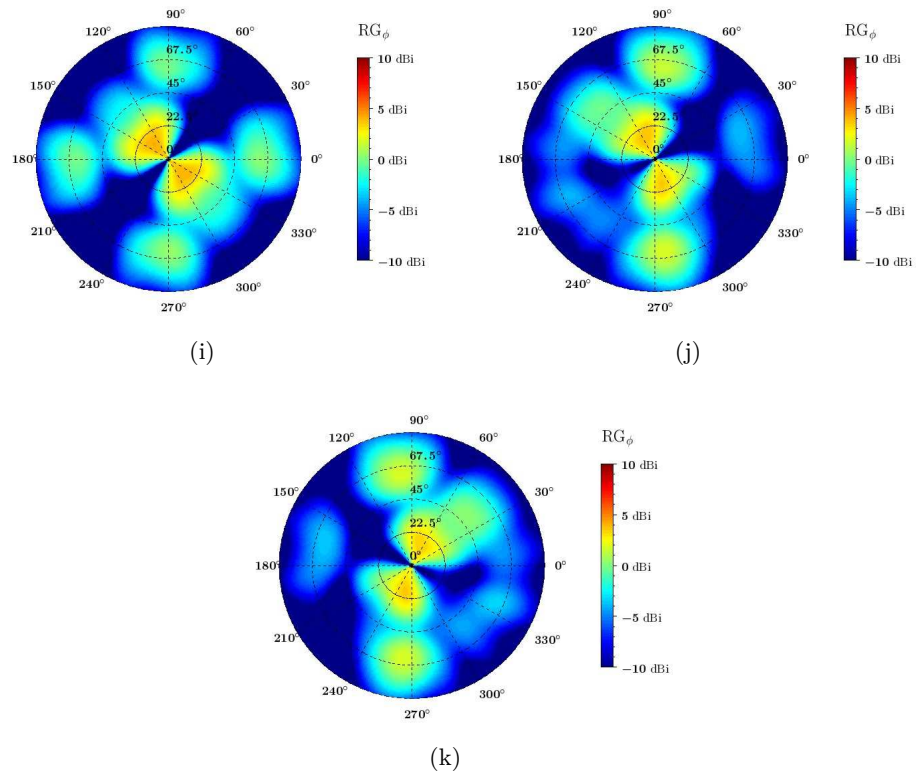 90°
120°
60°
67.5°
RGϕ
10 dBi
150°
45°
30°
5 dBi
22.5°
180°
0°
0°
0 dBi
210°
330°
−5 dBi
240°
300°
−10 dBi
270°
(i)
90°
120°
60°
67.5°
RGϕ
10 dBi
150°
45°
30°
5 dBi
22.5°
180°
0°
0°
0 dBi
210°
330°
−5 dBi
240°
300°
−10 dBi
270°
(j)
90°
120°
60°
67.5°
RGϕ
10 dBi
150°
45°
30°
5 dBi
22.5°
180°
0°
0°
0 dBi
210°
330°
−5 dBi
240°
300°
−10 dBi
270°
(k)